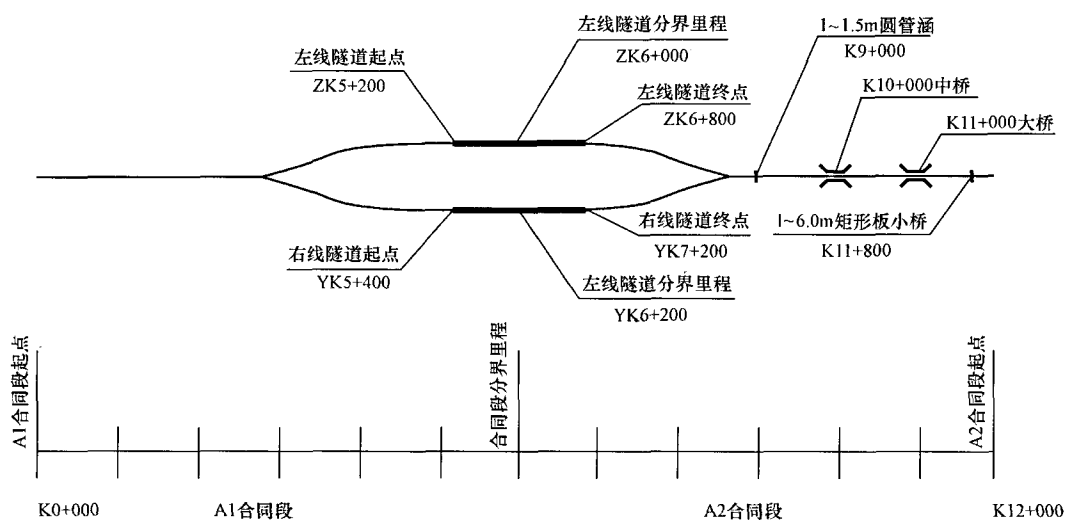 左线隧道分界里程
ZK6+000
1~1.5m圆管涵
K9+000
左线隧道起点
ZK5+200
左线隧道终点
ZK6+800
K10+000中桥
K11+000大桥
右线隧道起点
YK5+400
右线隧道终点
YK7+200
1~6.0m矩形板小桥
K11+800
左线隧道分界里程
YK6+200
A1合同段起点
合同段分界里程
A2合同段起点
K0+000
A1合同段
A2合同段
K12+000